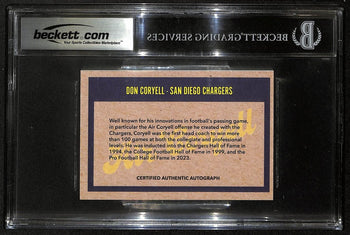 beckett.com
Your Sports Collectibles Marketplace
BECKETT GRADING SERVICES
DON CORYELL - SAN DIEGO CHARGERS
Well known for his innovations in football's passing game,
in particular the Air Coryell offense he created with the
Chargers, Coryell was the first head coach to win more
than 100 games at both the collegiate and professional
levels. He was inducted into the Chargers Hall of Fame in
1994, the College Football Hall of Fame in 1999, and the
Pro Football Hall of Fame in 2023.
CERTIFIED AUTHENTIC AUTOGRAPH